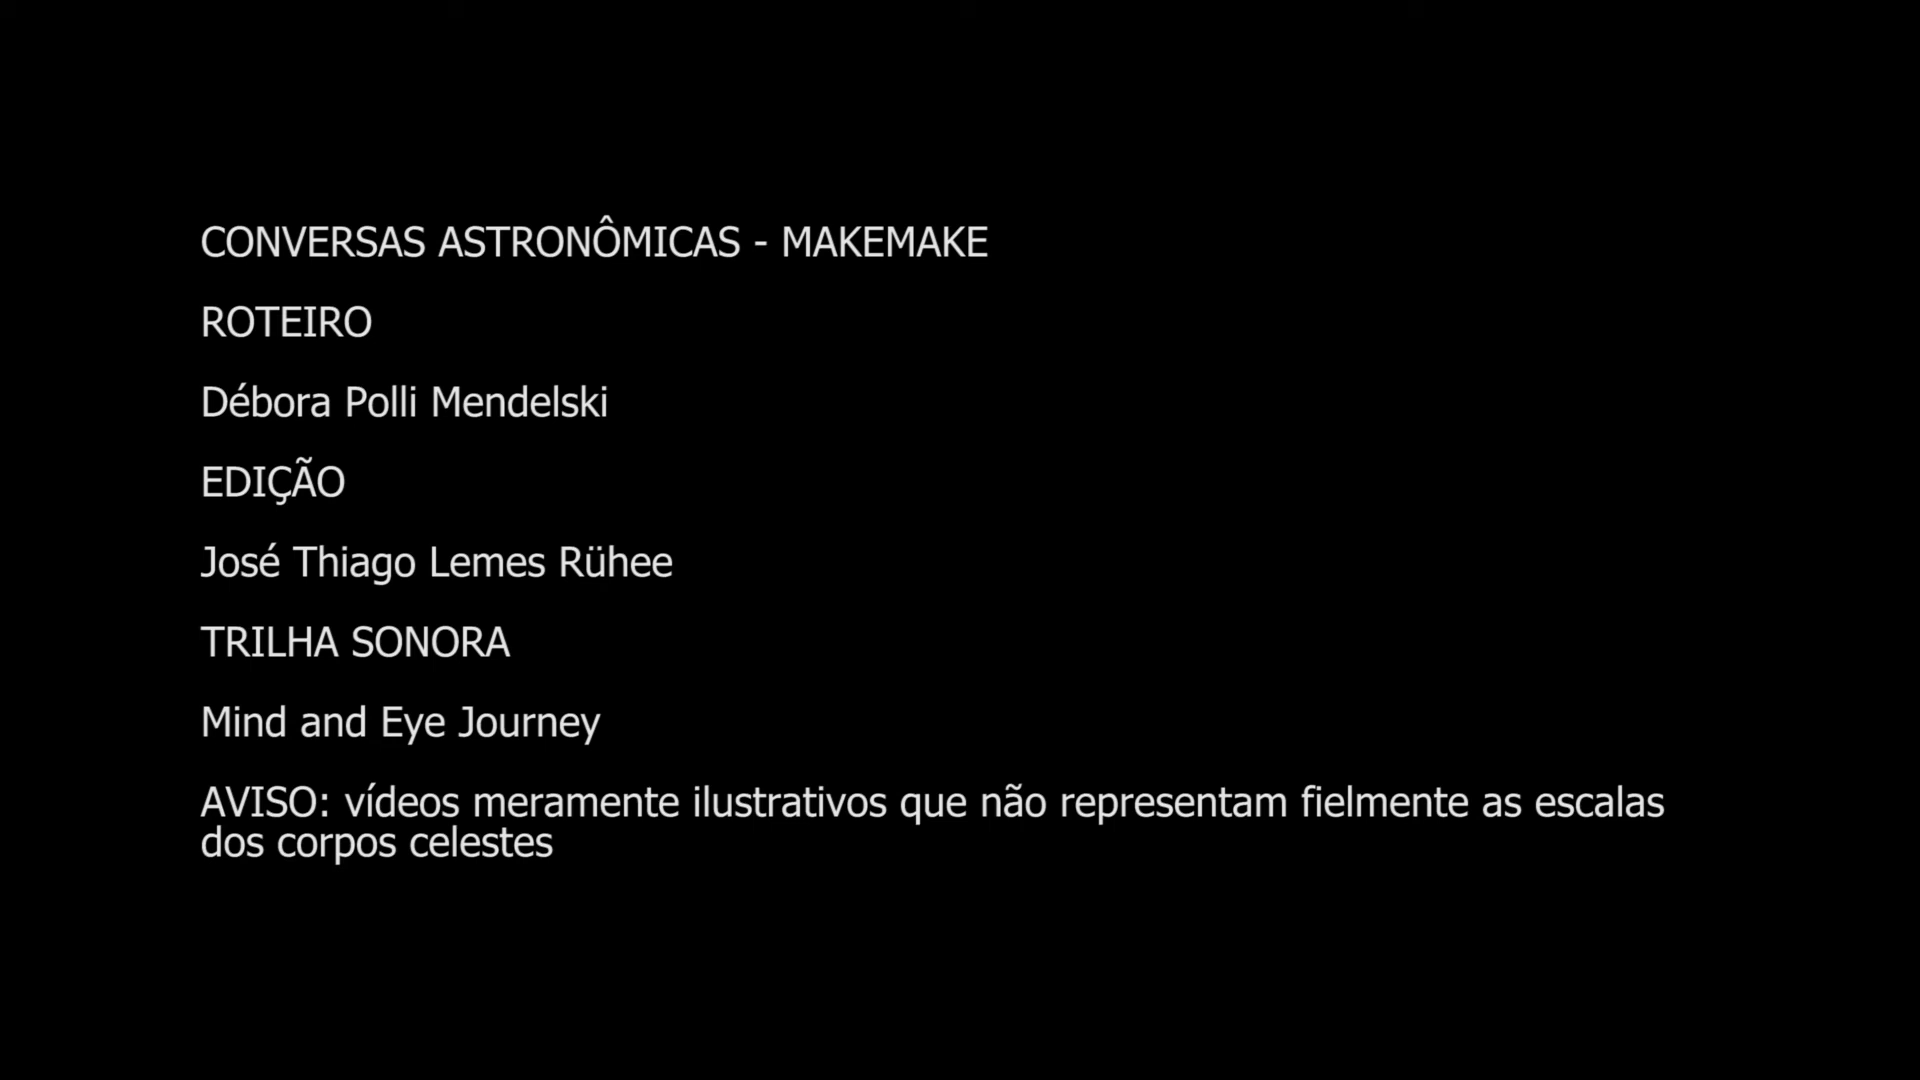 CONVERSAS ASTRONÔMICAS - MAKEMAKE
ROTEIRO
Débora Polli Mendelski
EDIÇÃO
José Thiago Lemes Rühee
TRILHA SONORA
Mind and Eye Journey
AVISO: vídeos meramente ilustrativos que não representam fielmente as escalas
dos corpos celestes